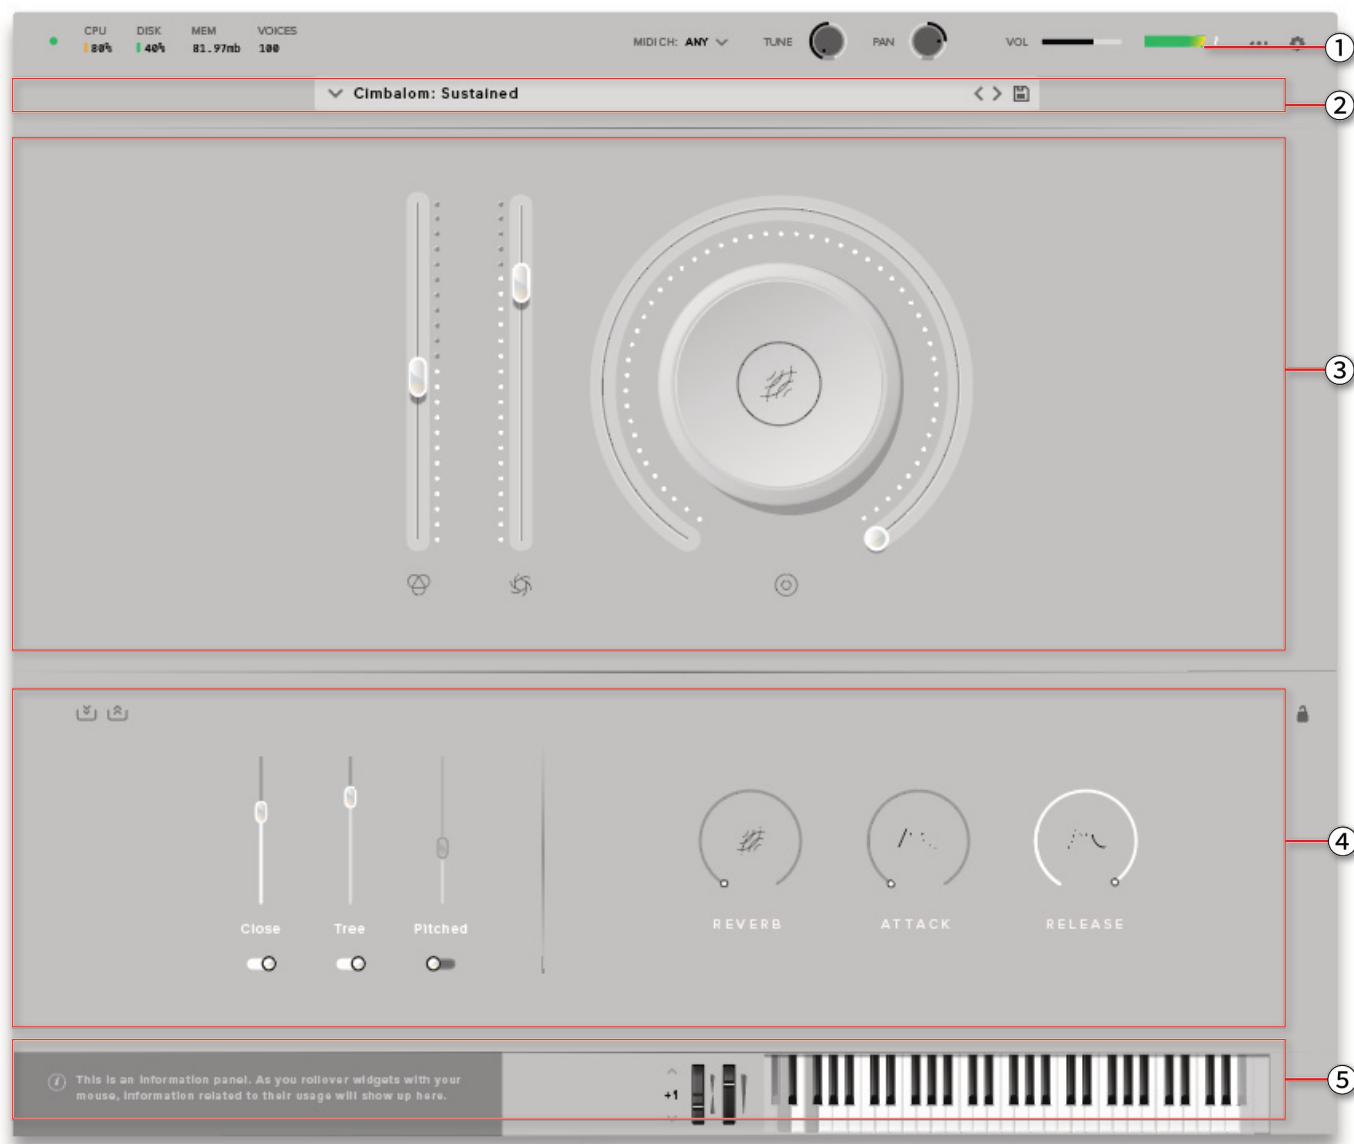 CPU DISK MEM VOICES
80% 40% 81.97mb 100
MIDI CH: ANY TUNE PAN VOL
1
Cimbalom: Sustained
2
3
Close Tree Pitched
REVERB ATTACK RELEASE
4
This is an information panel. As you rollover widgets with your
mouse, information related to their usage will show up here.
+1
5